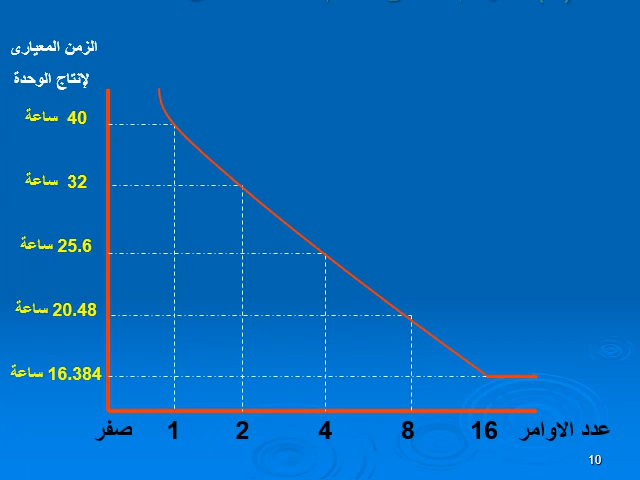 الزمن المعيارى
لإنتاج الوحدة
40 ساعة
32 ساعة
25.6 ساعة
20.48 ساعة
16.384 ساعة
صفر 1 2 4 8 16 عدد الاوامر
10